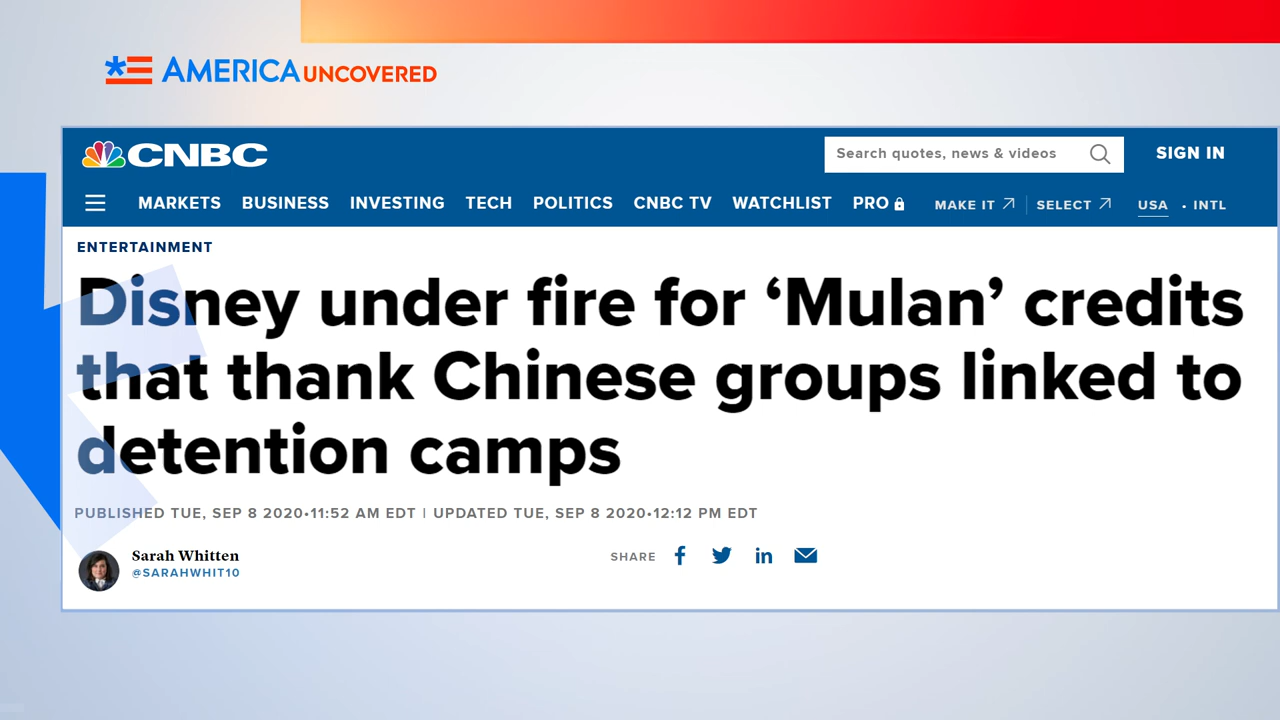 AMERICA UNCOVERED
CNBC
Search quotes, news & videos
SIGN IN
MARKETS BUSINESS INVESTING TECH POLITICS CNBC TV WATCHLIST PRO MAKE IT SELECT USA • INTL
ENTERTAINMENT
Disney under fire for ‘Mulan’ credits
that thank Chinese groups linked to
detention camps
PUBLISHED TUE, SEP 8 2020•11:52 AM EDT | UPDATED TUE, SEP 8 2020•12:12 PM EDT
Sarah Whitten
@SARAHWHIT10
SHARE